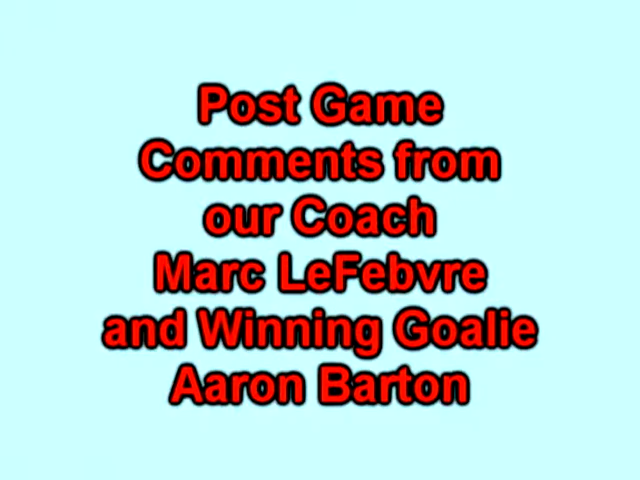 Post Game
Comments from
our Coach
Marc LeFebvre
and Winning Goalie
Aaron Barton